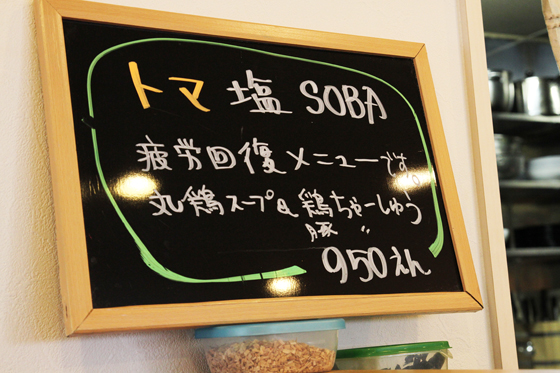 トマ塩 SOBA
疲労回復メニューです
丸鶏スープ&鶏ちゃーしゅう
豚 〃
950えん